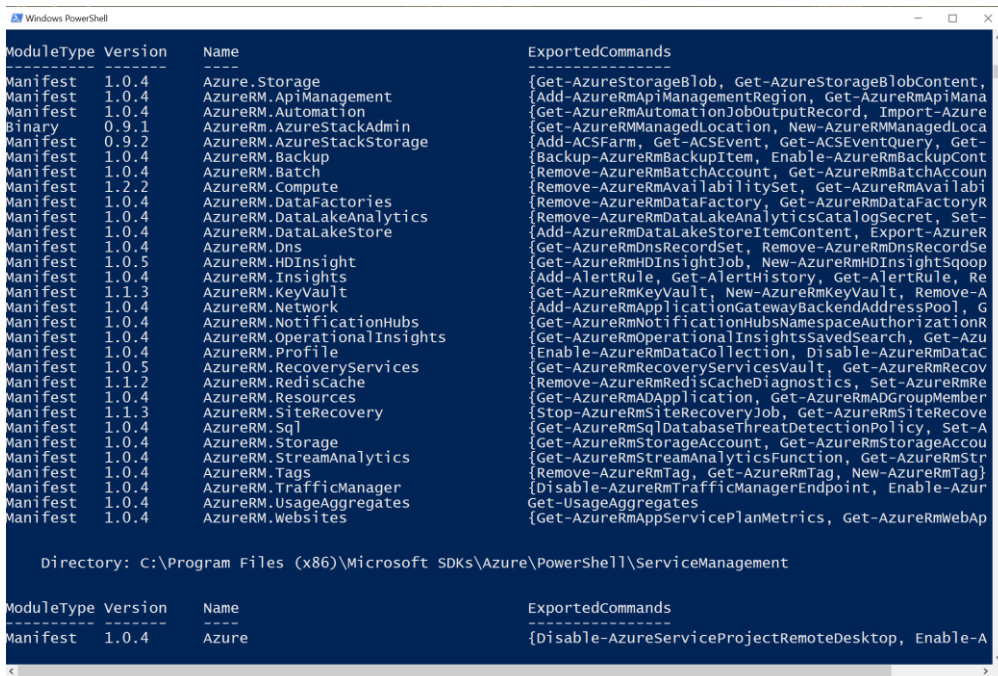 Windows PowerShell
ModuleType Version    Name                                ExportedCommands
---------- -------    ----                                ----------------
Manifest   1.0.4      Azure.Storage                       {Get-AzureStorageBlob, Get-AzureStorageBlobContent,
Manifest   1.0.4      AzureRM.ApiManagement               {Add-AzureRmApiManagementRegion, Get-AzureRmApiMana
Manifest   1.0.4      AzureRM.Automation                  {Get-AzureRmAutomationJobOutputRecord, Import-Azure
Binary     0.9.1      AzureRm.AzureStackAdmin             {Get-AzureRMManagedLocation, New-AzureRMManagedLoca
Manifest   0.9.2      AzureRM.AzureStackStorage           {Add-ACSFarm, Get-ACSEvent, Get-ACSEventQuery, Get-
Manifest   1.0.4      AzureRM.Backup                      {Backup-AzureRmBackupItem, Enable-AzureRmBackupCont
Manifest   1.0.4      AzureRM.Batch                       {Remove-AzureRmBatchAccount, Get-AzureRmBatchAccoun
Manifest   1.2.2      AzureRM.Compute                     {Remove-AzureRmAvailabilitySet, Get-AzureRmAvailabi
Manifest   1.0.4      AzureRM.DataFactories               {Remove-AzureRmDataFactory, Get-AzureRmDataFactoryR
Manifest   1.0.4      AzureRM.DataLakeAnalytics           {Remove-AzureRmDataLakeAnalyticsCatalogSecret, Set-
Manifest   1.0.4      AzureRM.DataLakeStore               {Add-AzureRmDataLakeStoreItemContent, Export-AzureR
Manifest   1.0.4      AzureRM.Dns                         {Get-AzureRmDnsRecordSet, Remove-AzureRmDnsRecordSe
Manifest   1.0.5      AzureRM.HDInsight                   {Get-AzureRmHDInsightJob, New-AzureRmHDInsightSqoop
Manifest   1.0.4      AzureRM.Insights                    {Add-AlertRule, Get-AlertHistory, Get-AlertRule, Re
Manifest   1.1.3      AzureRM.KeyVault                    {Get-AzureRmKeyVault, New-AzureRmKeyVault, Remove-A
Manifest   1.0.4      AzureRM.Network                     {Add-AzureRmApplicationGatewayBackendAddressPool, G
Manifest   1.0.4      AzureRM.NotificationHubs            {Get-AzureRmNotificationHubsNamespaceAuthorizationR
Manifest   1.0.4      AzureRM.OperationalInsights         {Get-AzureRmOperationalInsightsSavedSearch, Get-Azu
Manifest   1.0.4      AzureRM.Profile                     {Enable-AzureRmDataCollection, Disable-AzureRmDataC
Manifest   1.0.5      AzureRM.RecoveryServices            {Get-AzureRmRecoveryServicesVault, Get-AzureRmRecov
Manifest   1.1.2      AzureRM.RedisCache                  {Remove-AzureRmRedisCacheDiagnostics, Set-AzureRmRe
Manifest   1.0.4      AzureRM.Resources                   {Get-AzureRmADApplication, Get-AzureRmADGroupMember
Manifest   1.1.3      AzureRM.SiteRecovery                {Stop-AzureRmSiteRecoveryJob, Get-AzureRmSiteRecove
Manifest   1.0.4      AzureRM.Sql                         {Get-AzureRmSqlDatabaseThreatDetectionPolicy, Set-A
Manifest   1.0.4      AzureRM.Storage                     {Get-AzureRmStorageAccount, Get-AzureRmStorageAccou
Manifest   1.0.4      AzureRM.StreamAnalytics             {Get-AzureRmStreamAnalyticsFunction, Get-AzureRmStr
Manifest   1.0.4      AzureRM.Tags                        {Remove-AzureRmTag, Get-AzureRmTag, New-AzureRmTag}
Manifest   1.0.4      AzureRM.TrafficManager              {Disable-AzureRmTrafficManagerEndpoint, Enable-Azur
Manifest   1.0.4      AzureRM.UsageAggregates             Get-UsageAggregates
Manifest   1.0.4      AzureRM.Websites                    {Get-AzureRmAppServicePlanMetrics, Get-AzureRmWebAp
Directory: C:\Program Files (x86)\Microsoft SDKs\Azure\PowerShell\ServiceManagement
ModuleType Version    Name                                ExportedCommands
---------- -------    ----                                ----------------
Manifest   1.0.4      Azure                               {Disable-AzureServiceProjectRemoteDesktop, Enable-A